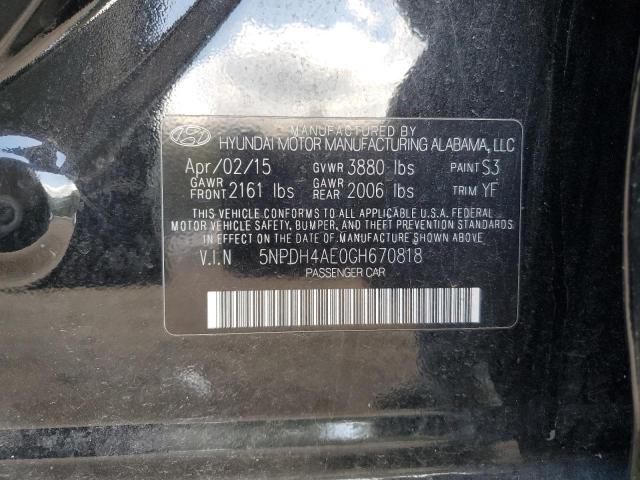 MANUFACTURED BY
HYUNDAI MOTOR MANUFACTURING ALABAMA, LLC
Apr/02/15 GVWR 3880 lbs PAINT S3
GAWR FRONT 2161 lbs GAWR REAR 2006 lbs TRIM YF
THIS VEHICLE CONFORMS TO ALL APPLICABLE U.S.A. FEDERAL
MOTOR VEHICLE SAFETY, BUMPER, AND THEFT PREVENTION STANDARDS
IN EFFECT ON THE DATE OF MANUFACTURE SHOWN ABOVE.
V.I.N 5NPDH4AE0GH670818
PASSENGER CAR